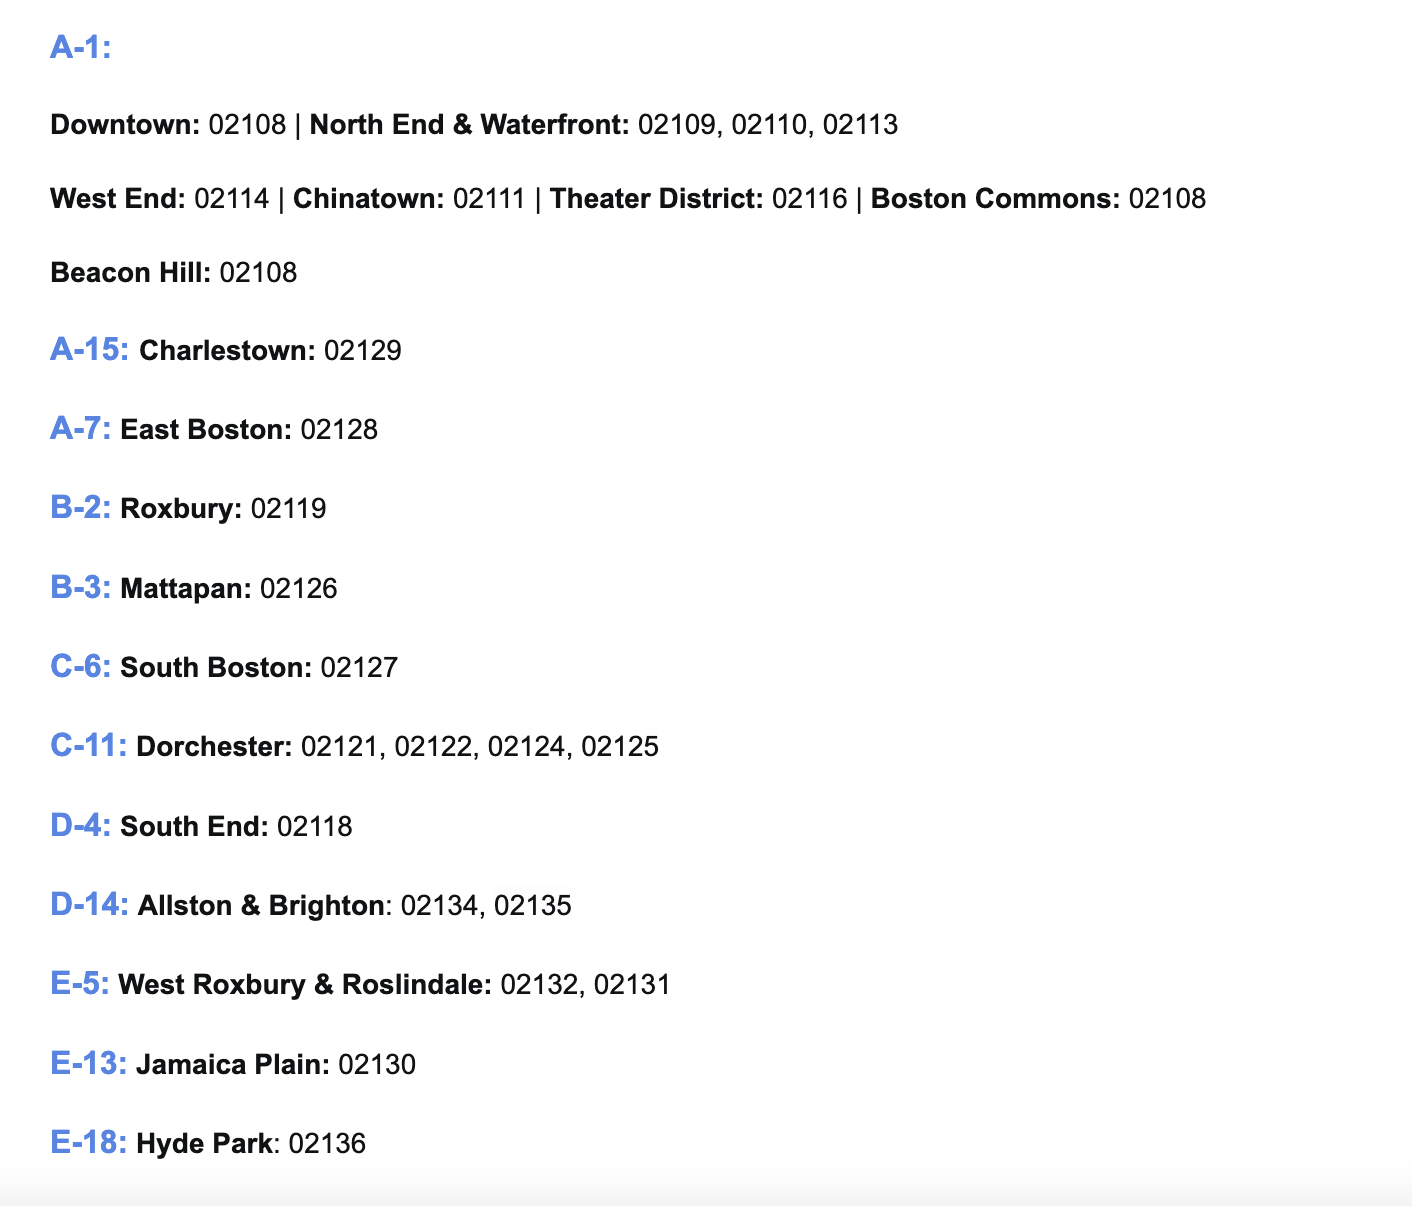 A-1:
Downtown: 02108 | North End & Waterfront: 02109, 02110, 02113
West End: 02114 | Chinatown: 02111 | Theater District: 02116 | Boston Commons: 02108
Beacon Hill: 02108
A-15: Charlestown: 02129
A-7: East Boston: 02128
B-2: Roxbury: 02119
B-3: Mattapan: 02126
C-6: South Boston: 02127
C-11: Dorchester: 02121, 02122, 02124, 02125
D-4: South End: 02118
D-14: Allston & Brighton: 02134, 02135
E-5: West Roxbury & Roslindale: 02132, 02131
E-13: Jamaica Plain: 02130
E-18: Hyde Park: 02136